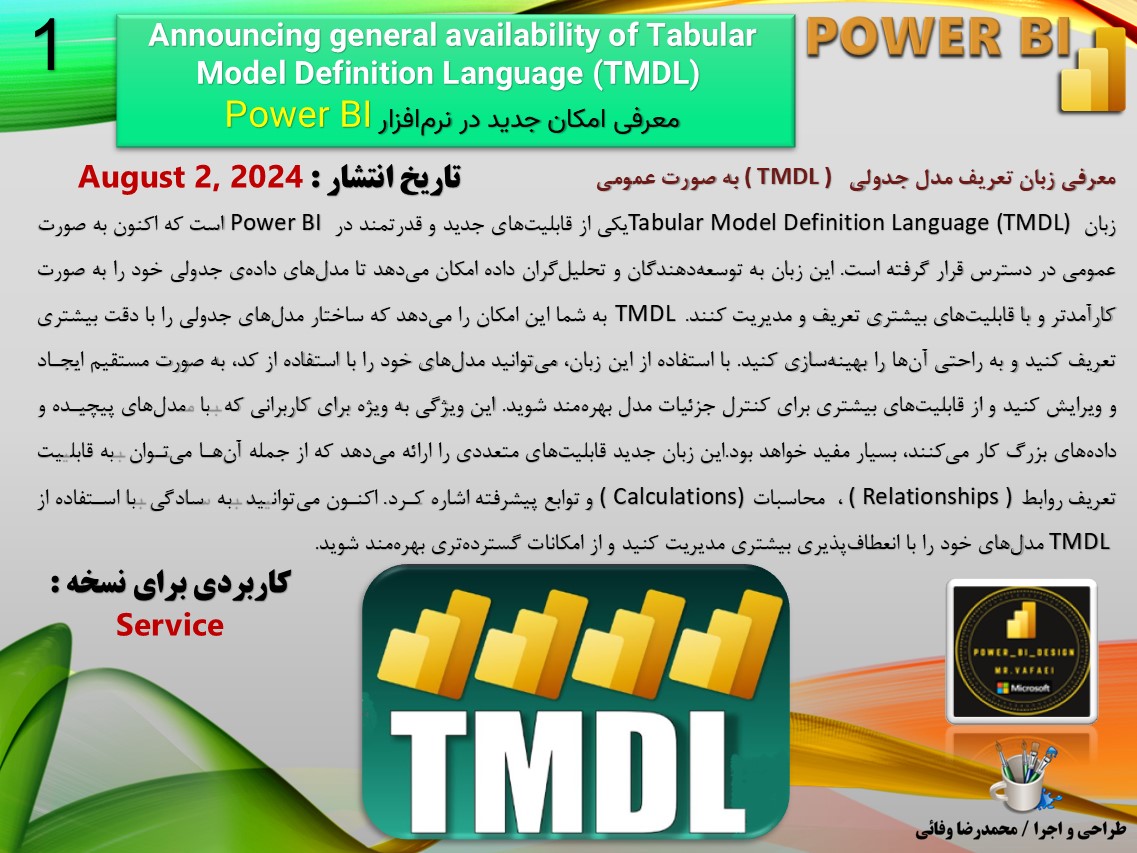 1
Announcing general availability of Tabular
Model Definition Language (TMDL)
معرفی امکان جدید در نرم‌افزار Power BI
POWER BI
معرفی زبان تعریف مدل جدولی ( TMDL ) به صورت عمومی
تاریخ انتشار : August 2, 2024
زبان Tabular Model Definition Language (TMDL)یکی از قابلیت‌های جدید و قدرتمند در Power BI است که اکنون به صورت
عمومی در دسترس قرار گرفته است. این زبان به توسعه‌دهندگان و تحلیل‌گران داده امکان می‌دهد تا مدل‌های داده‌ی جدولی خود را به صورت
کارآمدتر و با قابلیت‌های بیشتری تعریف و مدیریت کنند. TMDL به شما این امکان را می‌دهد که ساختار مدل‌های جدولی را با دقت بیشتری
تعریف کنید و به راحتی آن‌ها را بهینه‌سازی کنید. با استفاده از این زبان، می‌توانید مدل‌های خود را با استفاده از کد، به صورت مستقیم ایجـاد
و ویرایش کنید و از قابلیت‌های بیشتری برای کنترل جزئیات مدل بهره‌مند شوید. این ویژگی به ویژه برای کاربرانی که با مدل‌های پیچیـده و
داده‌های بزرگ کار می‌کنند، بسیار مفید خواهد بود.این زبان جدید قابلیت‌های متعددی را ارائه می‌دهد که از جمله آن‌هـا می‌تـوان به قابلیت
تعریف روابط ( Relationships ) ، محاسبات (Calculations ) و توابع پیشرفته اشاره کـرد. اکنـون می‌توانیـد به سادگی با اسـتفاده از
TMDL مدل‌های خود را با انعطاف‌پذیری بیشتری مدیریت کنید و از امکانات گسترده‌تری بهره‌مند شوید.
کاربردی برای نسخه :
Service
TMDL
POWER_BI_DESIGN
MR.VAFAEI
Microsoft
طراحی و اجرا / محمدرضا وفائی